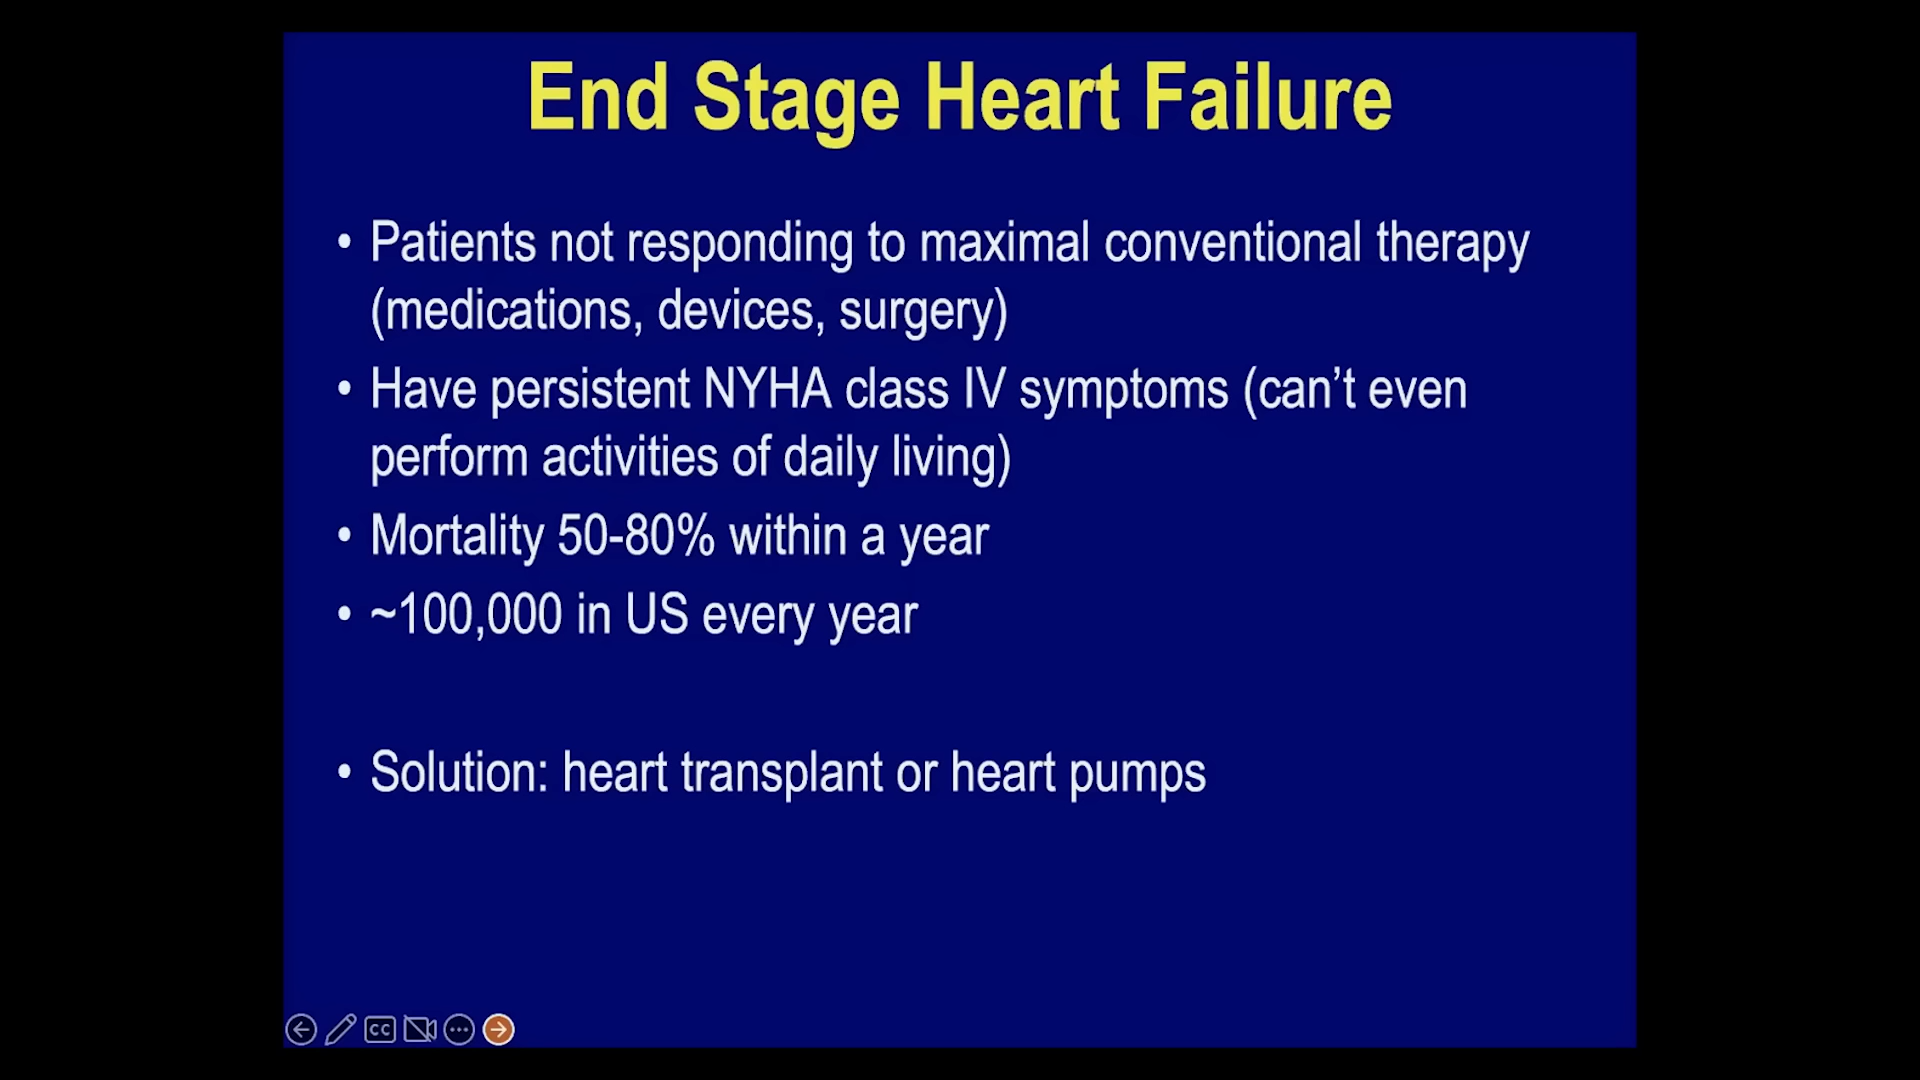 End Stage Heart Failure
• Patients not responding to maximal conventional therapy
(medications, devices, surgery)
• Have persistent NYHA class IV symptoms (can’t even
perform activities of daily living)
• Mortality 50-80% within a year
• ~100,000 in US every year
• Solution: heart transplant or heart pumps
CC